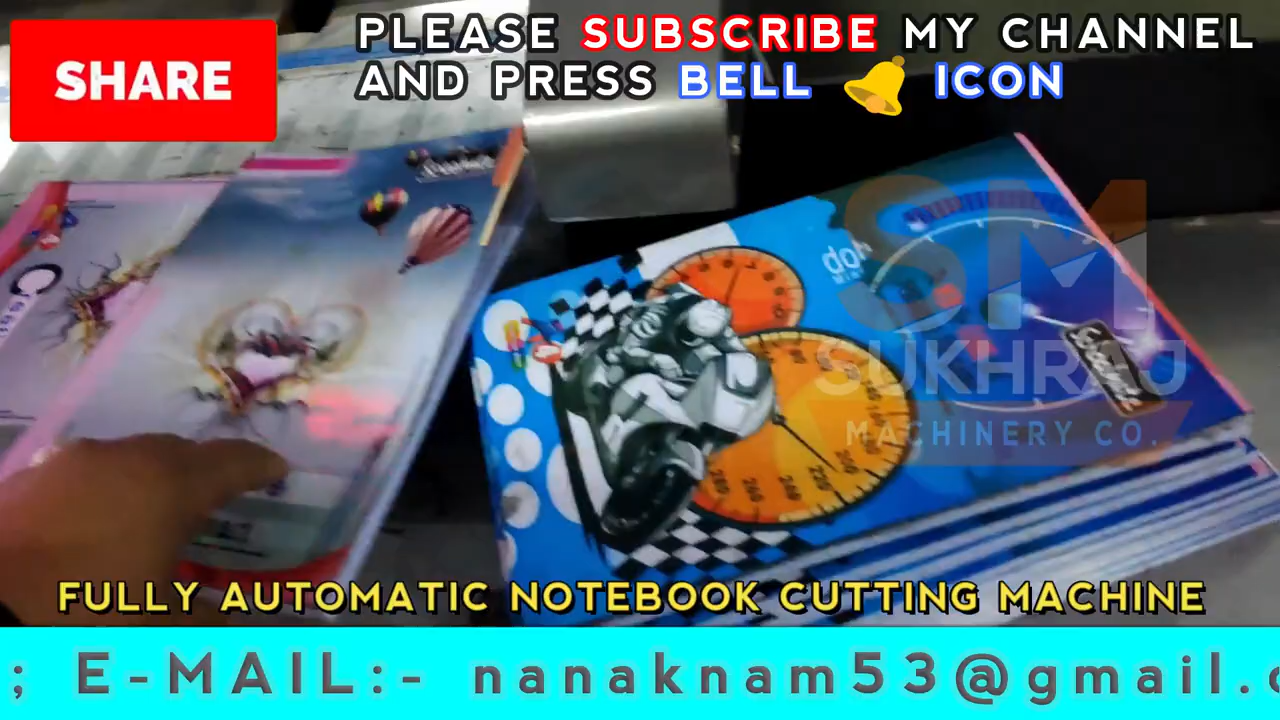 SHARE
PLEASE SUBSCRIBE MY CHANNEL
AND PRESS BELL ICON
SM
SUKHRAJ
MACHINERY CO.
FULLY AUTOMATIC NOTEBOOK CUTTING MACHINE
; E-MAIL:- nanaknam53@gmail.c